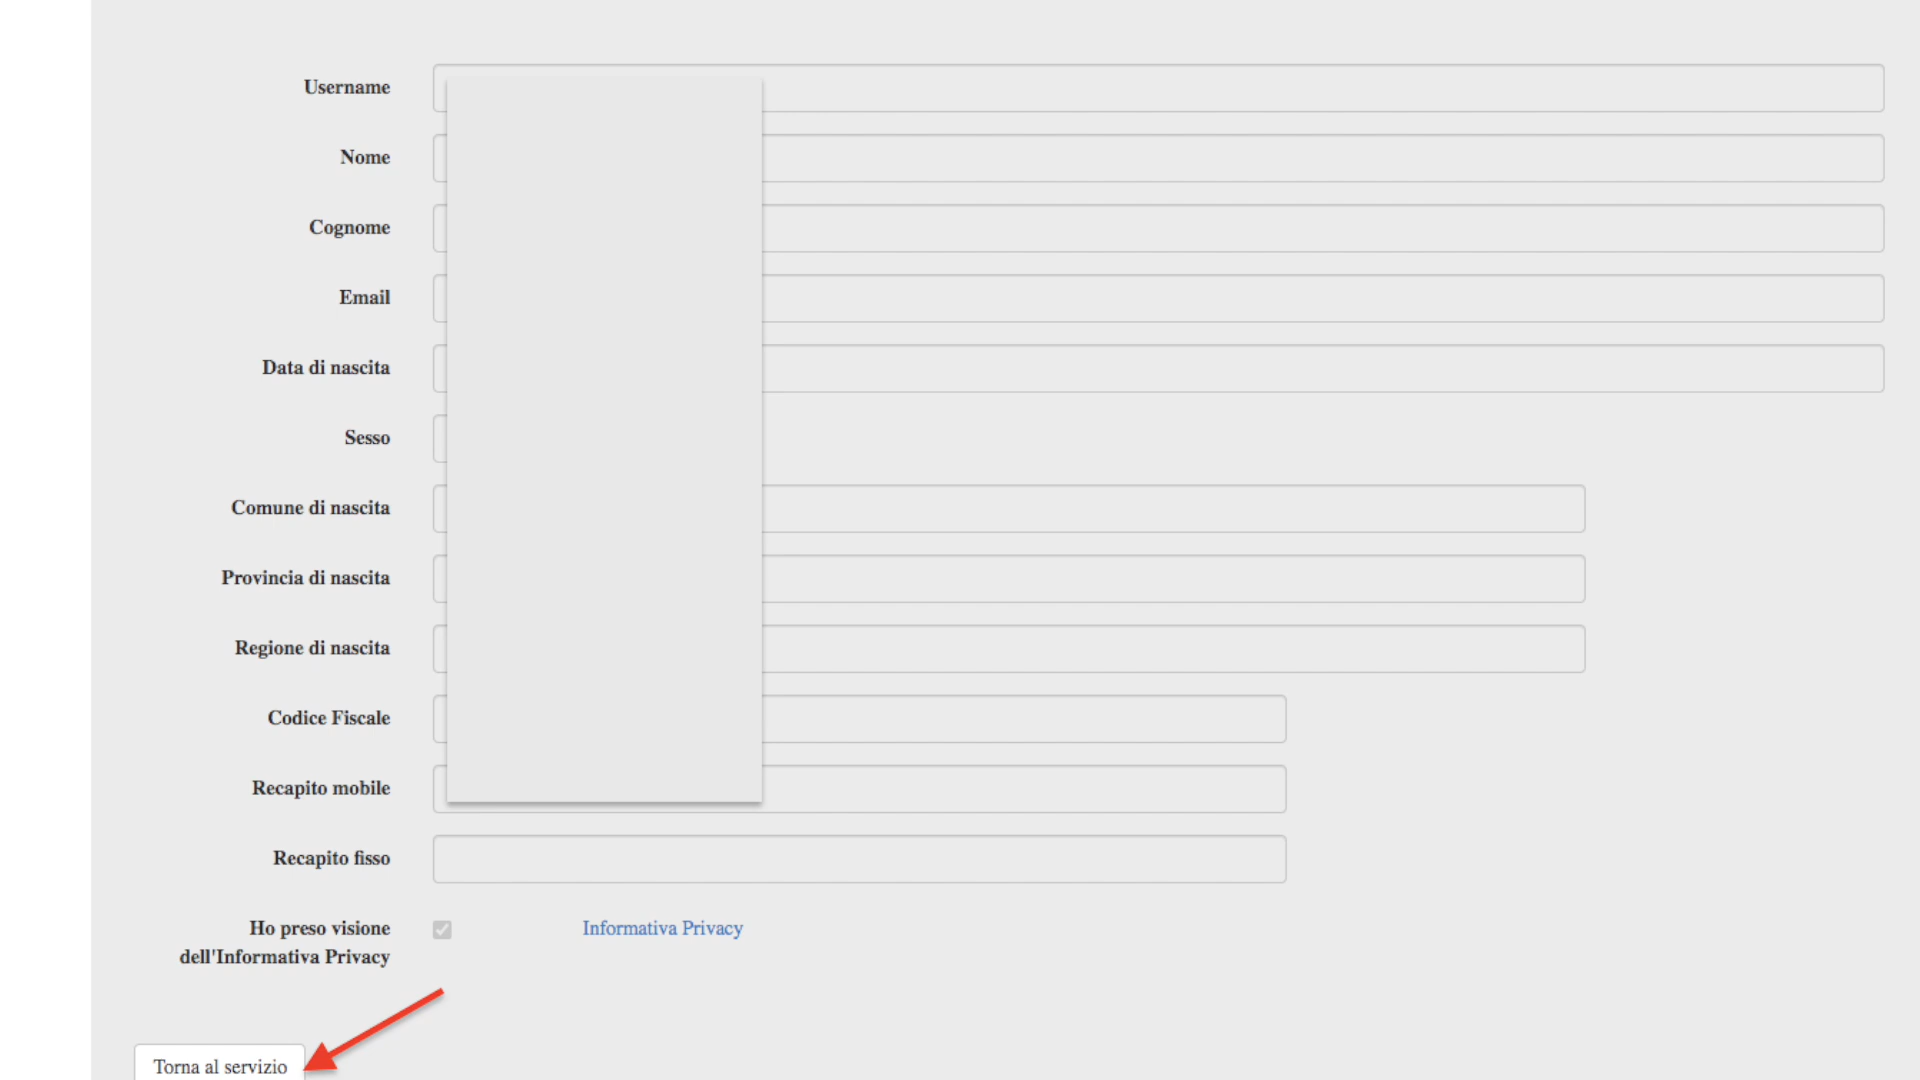 Username
Nome
Cognome
Email
Data di nascita
Sesso
Comune di nascita
Provincia di nascita
Regione di nascita
Codice Fiscale
Recapito mobile
Recapito fisso
Ho preso visione
dell'Informativa Privacy
Informativa Privacy
Torna al servizio